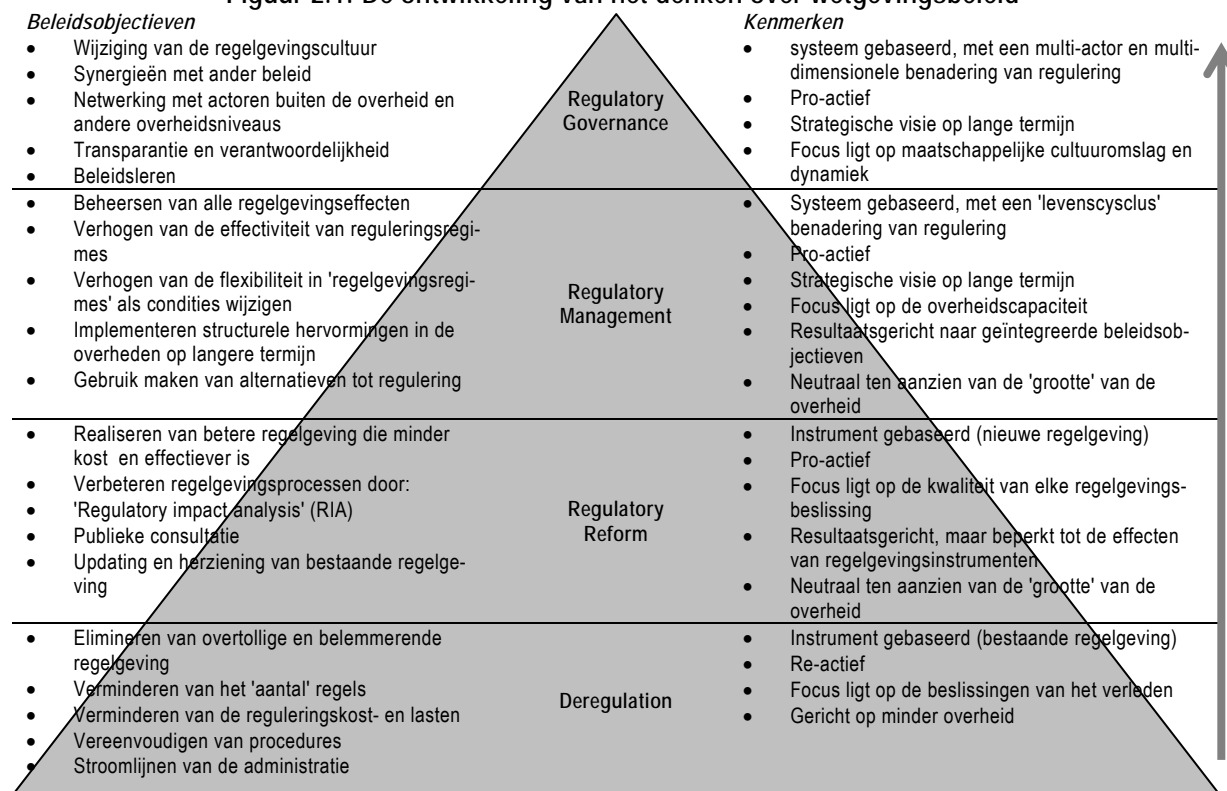 Figuur 2.1: De ontwikkeling van het denken over wetgevingsbeleid
Beleidsobjectieven
• Wijziging van de regelgevingscultuur
• Synergieën met ander beleid
• Netwerking met actoren buiten de overheid en
andere overheidsniveaus
• Transparantie en verantwoordelijkheid
• Beleidsleren
Regulatory
Governance
Kenmerken
• systeem gebaseerd, met een multi-actor en multi-
dimensionele benadering van regulering
• Pro-actief
• Strategische visie op lange termijn
• Focus ligt op maatschappelijke cultuuromslag en
dynamiek
• Beheersen van alle regelgevingseffecten
• Verhogen van de effectiviteit van reguleringsregi-
mes
• Verhogen van de flexibiliteit in 'regelgevingsregi-
mes' als condities wijzigen
• Implementeren structurele hervormingen in de
overheden op langere termijn
• Gebruik maken van alternatieven tot regulering
Regulatory
Management
• Systeem gebaseerd, met een 'levenscysclus'
benadering van regulering
• Pro-actief
• Strategische visie op lange termijn
• Focus ligt op de overheidscapaciteit
• Resultaatsgericht naar geïntegreerde beleidsob-
jectieven
• Neutraal ten aanzien van de 'grootte' van de
overheid
• Realiseren van betere regelgeving die minder
kost en effectiever is
• Verbeteren regelgevingsprocessen door:
• 'Regulatory impact analysis' (RIA)
• Publieke consultatie
• Updating en herziening van bestaande regelge-
ving
Regulatory
Reform
• Instrument gebaseerd (nieuwe regelgeving)
• Pro-actief
• Focus ligt op de kwaliteit van elke regelgevings-
beslissing
• Resultaatsgericht, maar beperkt tot de effecten
van regelgevingsinstrumenten
• Neutraal ten aanzien van de 'grootte' van de
overheid
• Elimineren van overtollige en belemmerende
regelgeving
• Verminderen van het 'aantal' regels
• Verminderen van de reguleringskost- en lasten
• Vereenvoudigen van procedures
• Stroomlijnen van de administratie
Deregulation
• Instrument gebaseerd (bestaande regelgeving)
• Re-actief
• Focus ligt op de beslissingen van het verleden
• Gericht op minder overheid